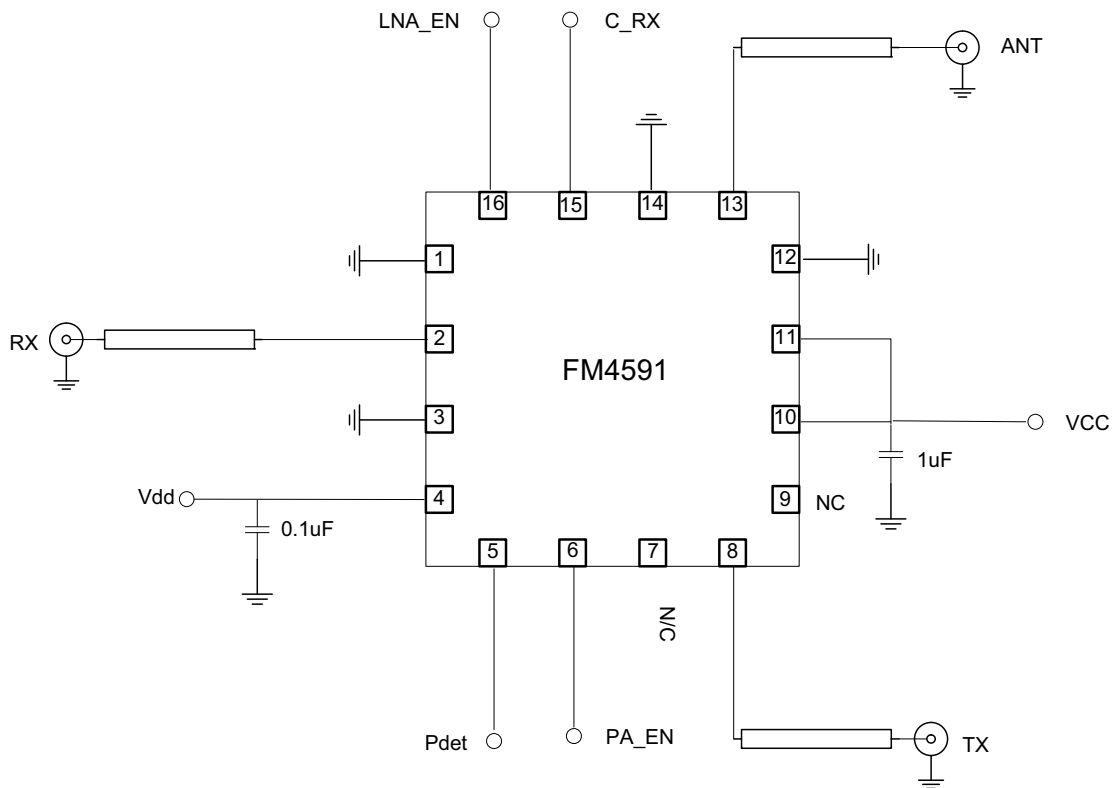 LNA_EN
C_RX
ANT
16
15
14
13
1
12
RX
2
11
FM4591
3
10
VCC
1uF
Vdd
4
9
NC
0.1uF
5
6
7
8
N/C
Pdet
PA_EN
TX